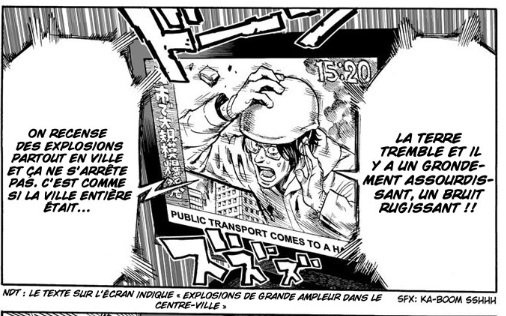 15:20
LA TERRE
TREMBLE ET IL
Y A UN GRONDE-
MENT ASSOURDIS-
SANT, UN BRUIT
RUGISSANT !!
ON RECENSE
DES EXPLOSIONS
PARTOUT EN VILLE
ET ÇA NE S'ARRÊTE
PAS. C'EST COMME
SI LA VILLE ENTIÈRE
ÉTAIT...
PUBLIC TRANSPORT COMES TO A HA
ズズズ
NDT : LE TEXTE SUR L'ÉCRAN INDIQUE « EXPLOSIONS DE GRANDE AMPLEUR DANS LE
CENTRE-VILLE »
SFX: KA-BOOM SSHHH